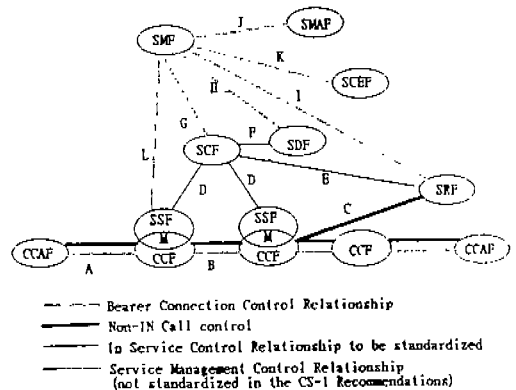 J
SMAF
SMF
K
SCEF
I
H
G
F
SDF
SCF
E
L
D
D
SRF
SSF
SSF
C
M
M
CCAF
CCF
CCF
CCF
CCAF
A
B
Bearer Connection Control Relationship
Non-IN Call control
In Service Control Relationship to be standardized
Service Management Control Relationship
(not standardized in the CS-1 Recommendations)